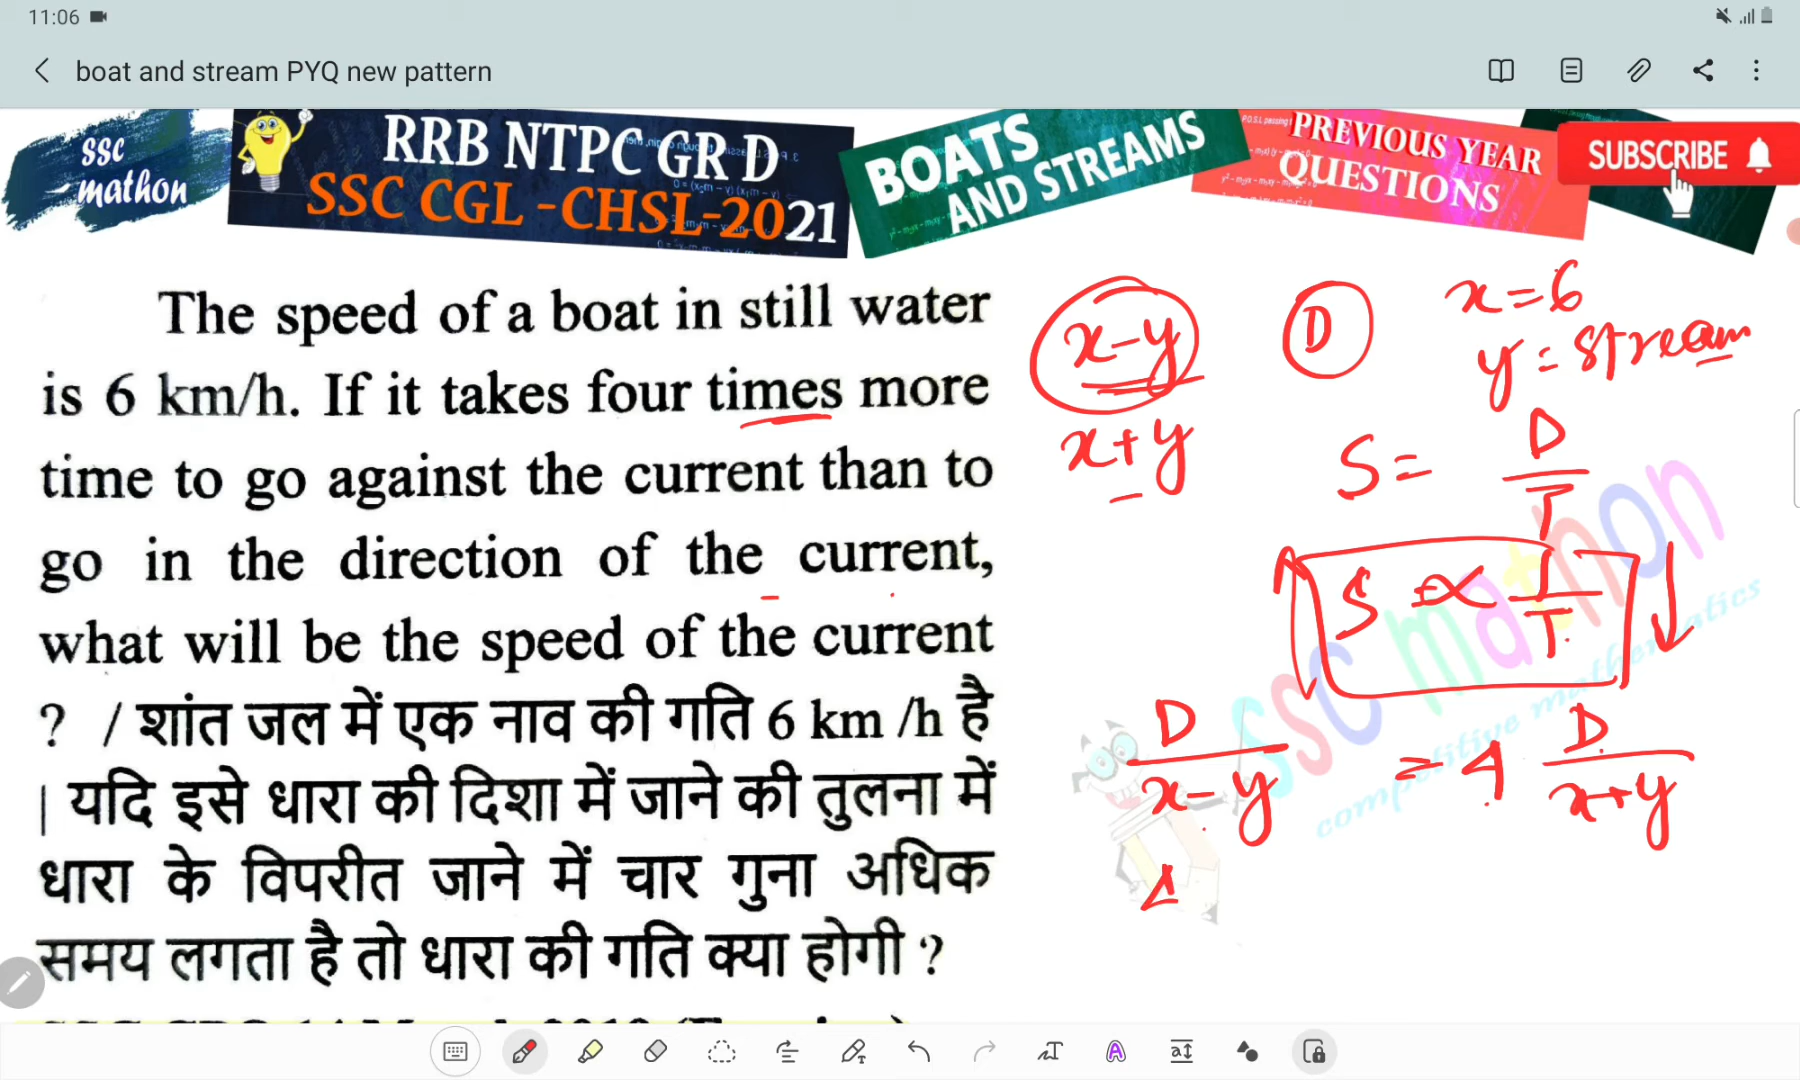 11:06
boat and stream PYQ new pattern
SSC
mathon
RRB NTPC GR D
SSC CGL -CHSL-2021
BOATS
AND STREAMS
PREVIOUS YEAR
QUESTIONS
SUBSCRIBE
The speed of a boat in still water
is 6 km/h. If it takes four times more
time to go against the current than to
go in the direction of the current,
what will be the speed of the current
? / शांत जल में एक नाव की गति 6 km /h है
| यदि इसे धारा की दिशा में जाने की तुलना में
धारा के विपरीत जाने में चार गुना अधिक
समय लगता है तो धारा की गति क्या होगी ?
x-y
x+y
D
x=6
y=stream
S= D/T
S ∝ 1/T
D/x-y = 4 D/x+y
ssc mathon
competitive mathematics